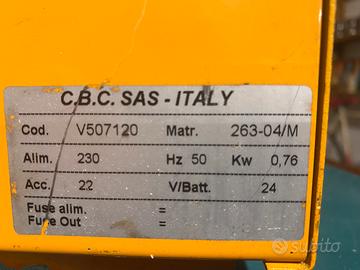 C.B.C. SAS - ITALY
Cod. V507120 Matr. 263-04/M
Alim. 230 Hz 50 Kw 0,76
Acc. 22 V/Batt. 24
Fuse alim. =
Fuse Out =
subito